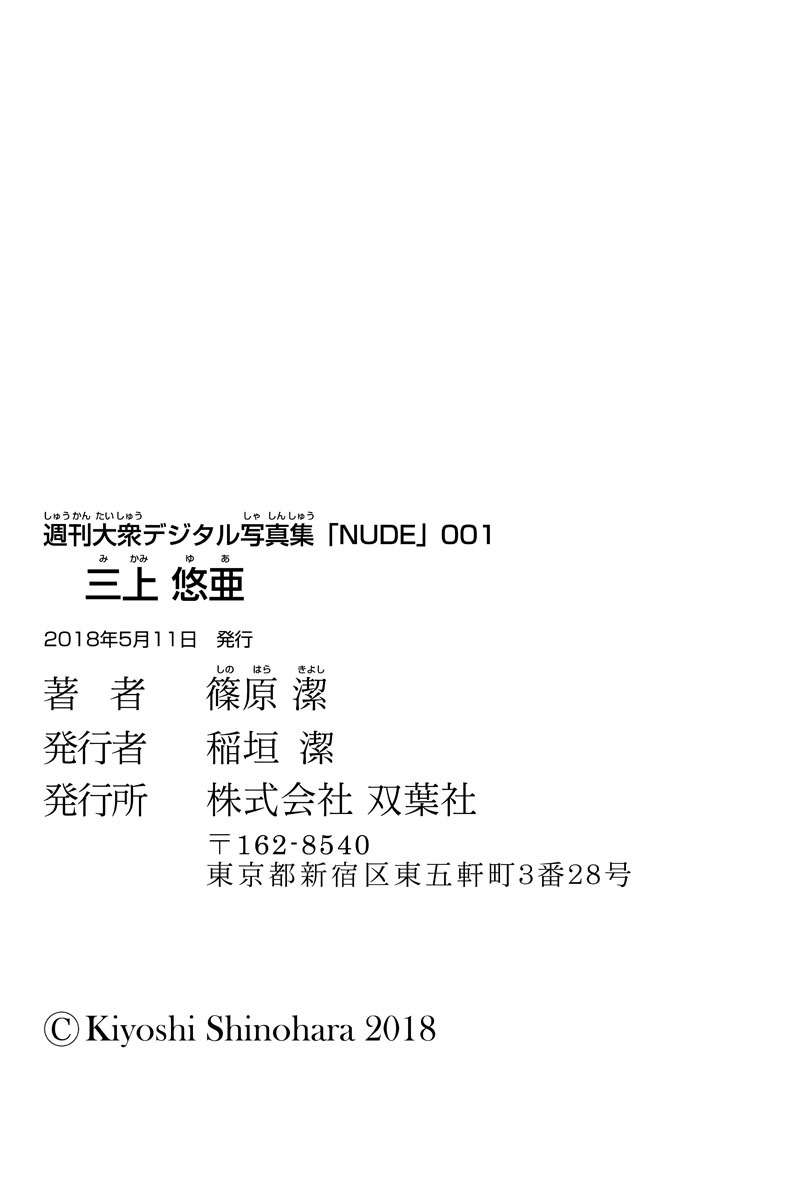 しゅうかん たいしゅう しゃ しんしゅう
週刊大衆デジタル写真集「NUDE」001
み かみ ゆ あ
三上 悠亜
2018年5月11日 発行
しの はら きよし
著 者 篠原 潔
発行者 稲垣 潔
発行所 株式会社 双葉社
〒162-8540
東京都新宿区東五軒町3番28号
©Kiyoshi Shinohara 2018